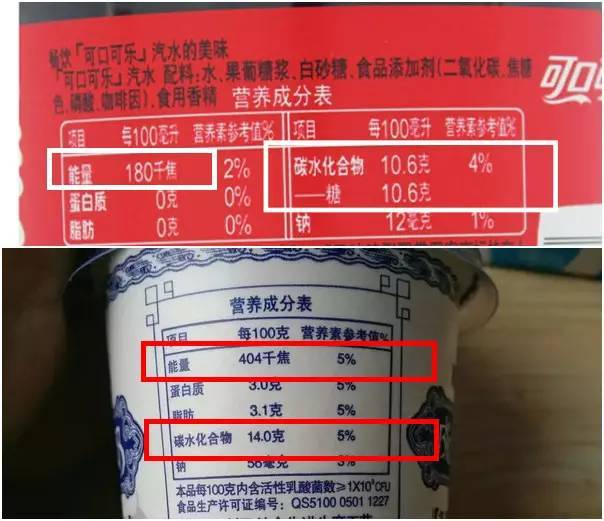 畅饮「可口可乐」汽水的美味
「可口可乐」汽水 配料:水、果葡糖浆、白砂糖、食品添加剂(二氧化碳、焦糖
色、磷酸、咖啡因)、食用香精 营养成分表
可口
项目 每100毫升 营养素参考值% 项目 每100毫升 营养素参考值%
能量 180千焦 2% 碳水化合物 10.6克 4%
蛋白质 0克 0% ——糖 10.6克
脂肪 0克 0% 钠 12毫克 1%
营养成分表
项目 每100克 营养素参考值%
能量 404千焦 5%
蛋白质 3.0克 5%
脂肪 3.1克 5%
碳水化合物 14.0克 5%
钠 56毫克 3%
本品每100克内含活性乳酸菌数≥1X10⁸CFU
食品生产许可证编号: QS5100 0501 1227